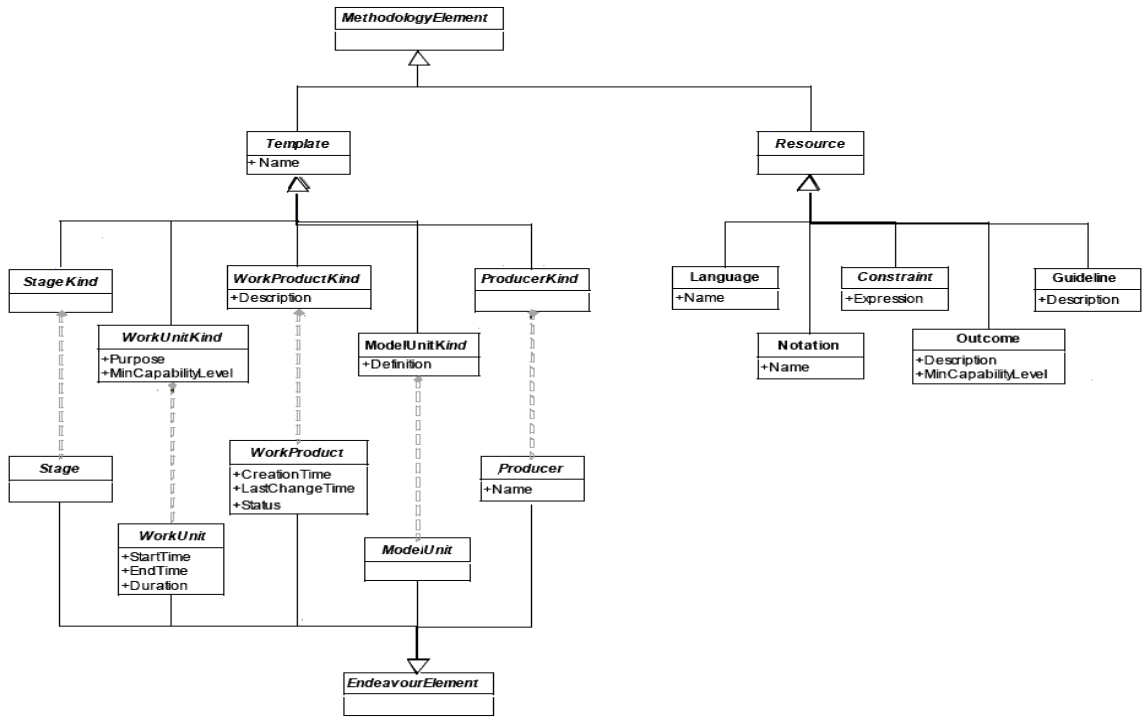 MethodologyElement
Template
+ Name
Resource
StageKind
WorkUnitKind
+Purpose
+MinCapabilityLevel
WorkProductKind
+Description
ModelUnitKind
+Definition
ProducerKind
Language
+Name
Notation
+Name
Constraint
+Expression
Outcome
+Description
+MinCapabilityLevel
Guideline
+Description
Stage
WorkUnit
+StartTime
+EndTime
+Duration
WorkProduct
+CreationTime
+LastChangeTime
+Status
ModelUnit
Producer
+Name
EndeavourElement